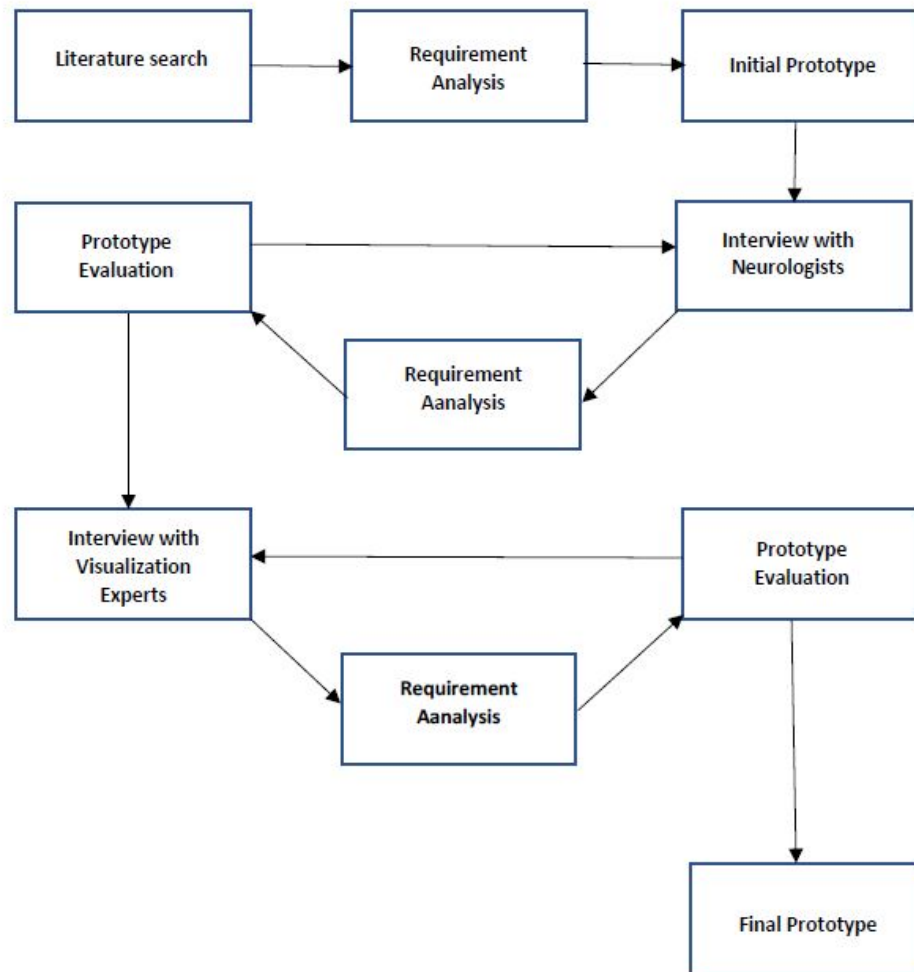 Literature search
Requirement
Analysis
Initial Prototype
Prototype
Evaluation
Interview with
Neurologists
Requirement
Aanalysis
Interview with
Visualization
Experts
Prototype
Evaluation
Requirement
Aanalysis
Final Prototype